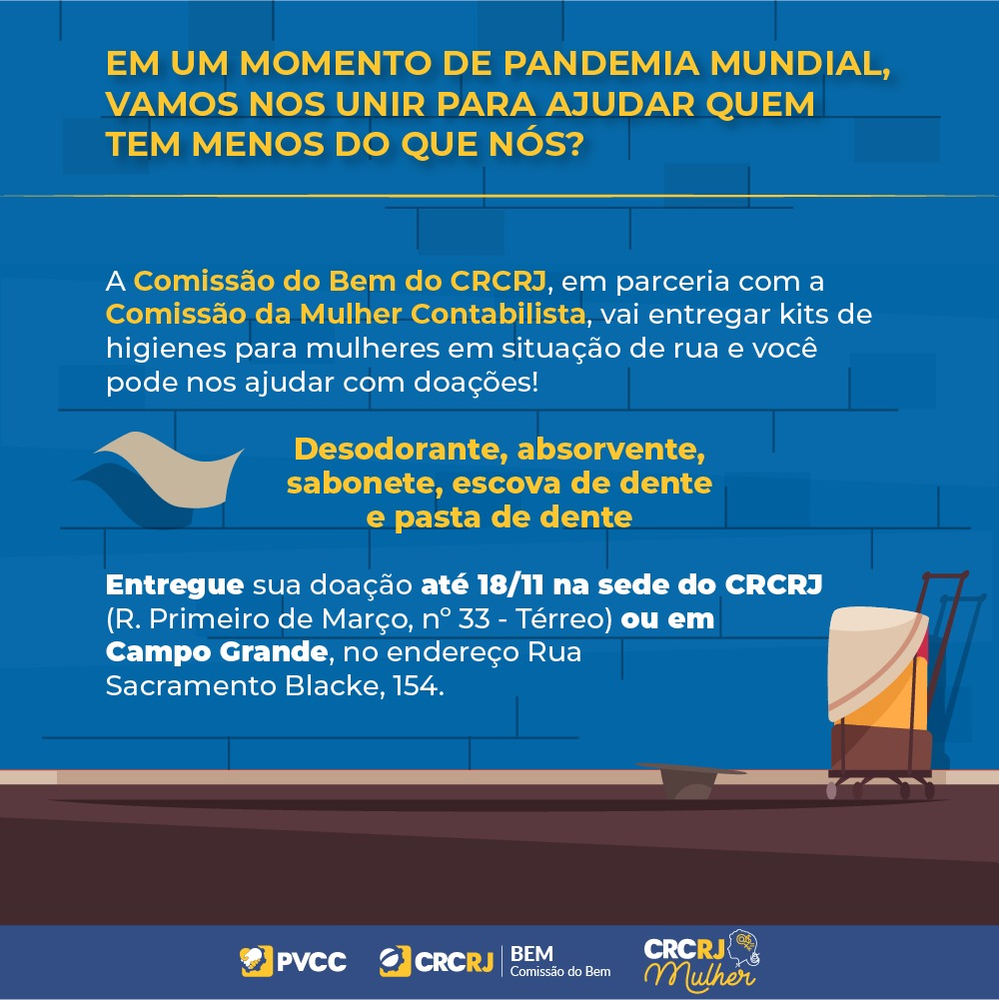 EM UM MOMENTO DE PANDEMIA MUNDIAL,
VAMOS NOS UNIR PARA AJUDAR QUEM
TEM MENOS DO QUE NÓS?
A Comissão do Bem do CRCRJ, em parceria com a
Comissão da Mulher Contabilista, vai entregar kits de
higienes para mulheres em situação de rua e você
pode nos ajudar com doações!
Desodorante, absorvente,
sabonete, escova de dente
e pasta de dente
Entregue sua doação até 18/11 na sede do CRCRJ
(R. Primeiro de Março, nº 33 - Térreo) ou em
Campo Grande, no endereço Rua
Sacramento Blacke, 154.
PVCC
CRCRJ
BEM
Comissão do Bem
CRCRJ
Mulher